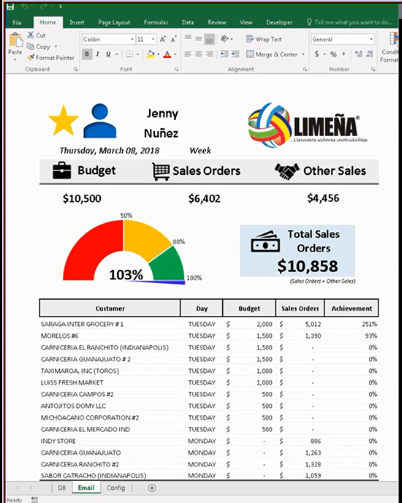 File Home Insert Page Layout Formulas Data Review View Developer Tell me what you want to do...
Cut Calibri 11 Wrap Text General
Paste Copy
Format Painter B I U Merge & Center $ %
Clipboard Font Alignment Number
Jenny
Nuñez
LIMEÑA®
Thursday, March 08, 2018 Week
Budget Sales Orders Other Sales
$10,500 $6,402 $4,456
50%
80%
100%
103%
Total Sales
Orders
$10,858
(Sales Orders + Other Sales)
Customer Day Budget Sales Orders Achievement
SARAGA INTER GROCERY # 1 TUESDAY $ 2,000 $ 5,012 251%
MORELOS #6 TUESDAY $ 1,500 $ 1,390 93%
CARNICERIA EL RANCHITO (INDIANAPOLIS) TUESDAY $ 1,500 $ - 0%
CARNICERIA GUANAJUATO # 2 TUESDAY $ 1,500 $ - 0%
TAXIMAROA, INC (TOROS) TUESDAY $ 1,000 $ - 0%
LUISS FRESH MARKET TUESDAY $ 1,000 $ - 0%
CARNICERIA CAMPOS #2 TUESDAY $ 500 $ - 0%
ANTOJITOS DOMY LLC TUESDAY $ 500 $ - 0%
MICHOACANO CORPORATION #2 TUESDAY $ 500 $ - 0%
CARNICERIA EL MERCADO IND TUESDAY $ 500 $ - 0%
INDY STORE MONDAY $ - $ 806 0%
CARNICERIA GUANAJUATO MONDAY $ - $ 1,263 0%
CARNICERIA RANCHITO #2 MONDAY $ - $ 1,328 0%
SABOR CATRACHO (INDIANAPOLIS) MONDAY $ - $ 1,059 0%
DB Email Config
Ready